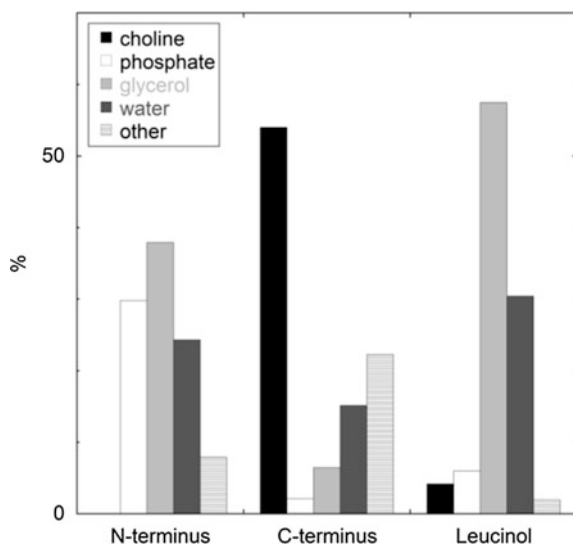 choline
phosphate
glycerol
water
other
50
%
0
N-terminus C-terminus Leucinol